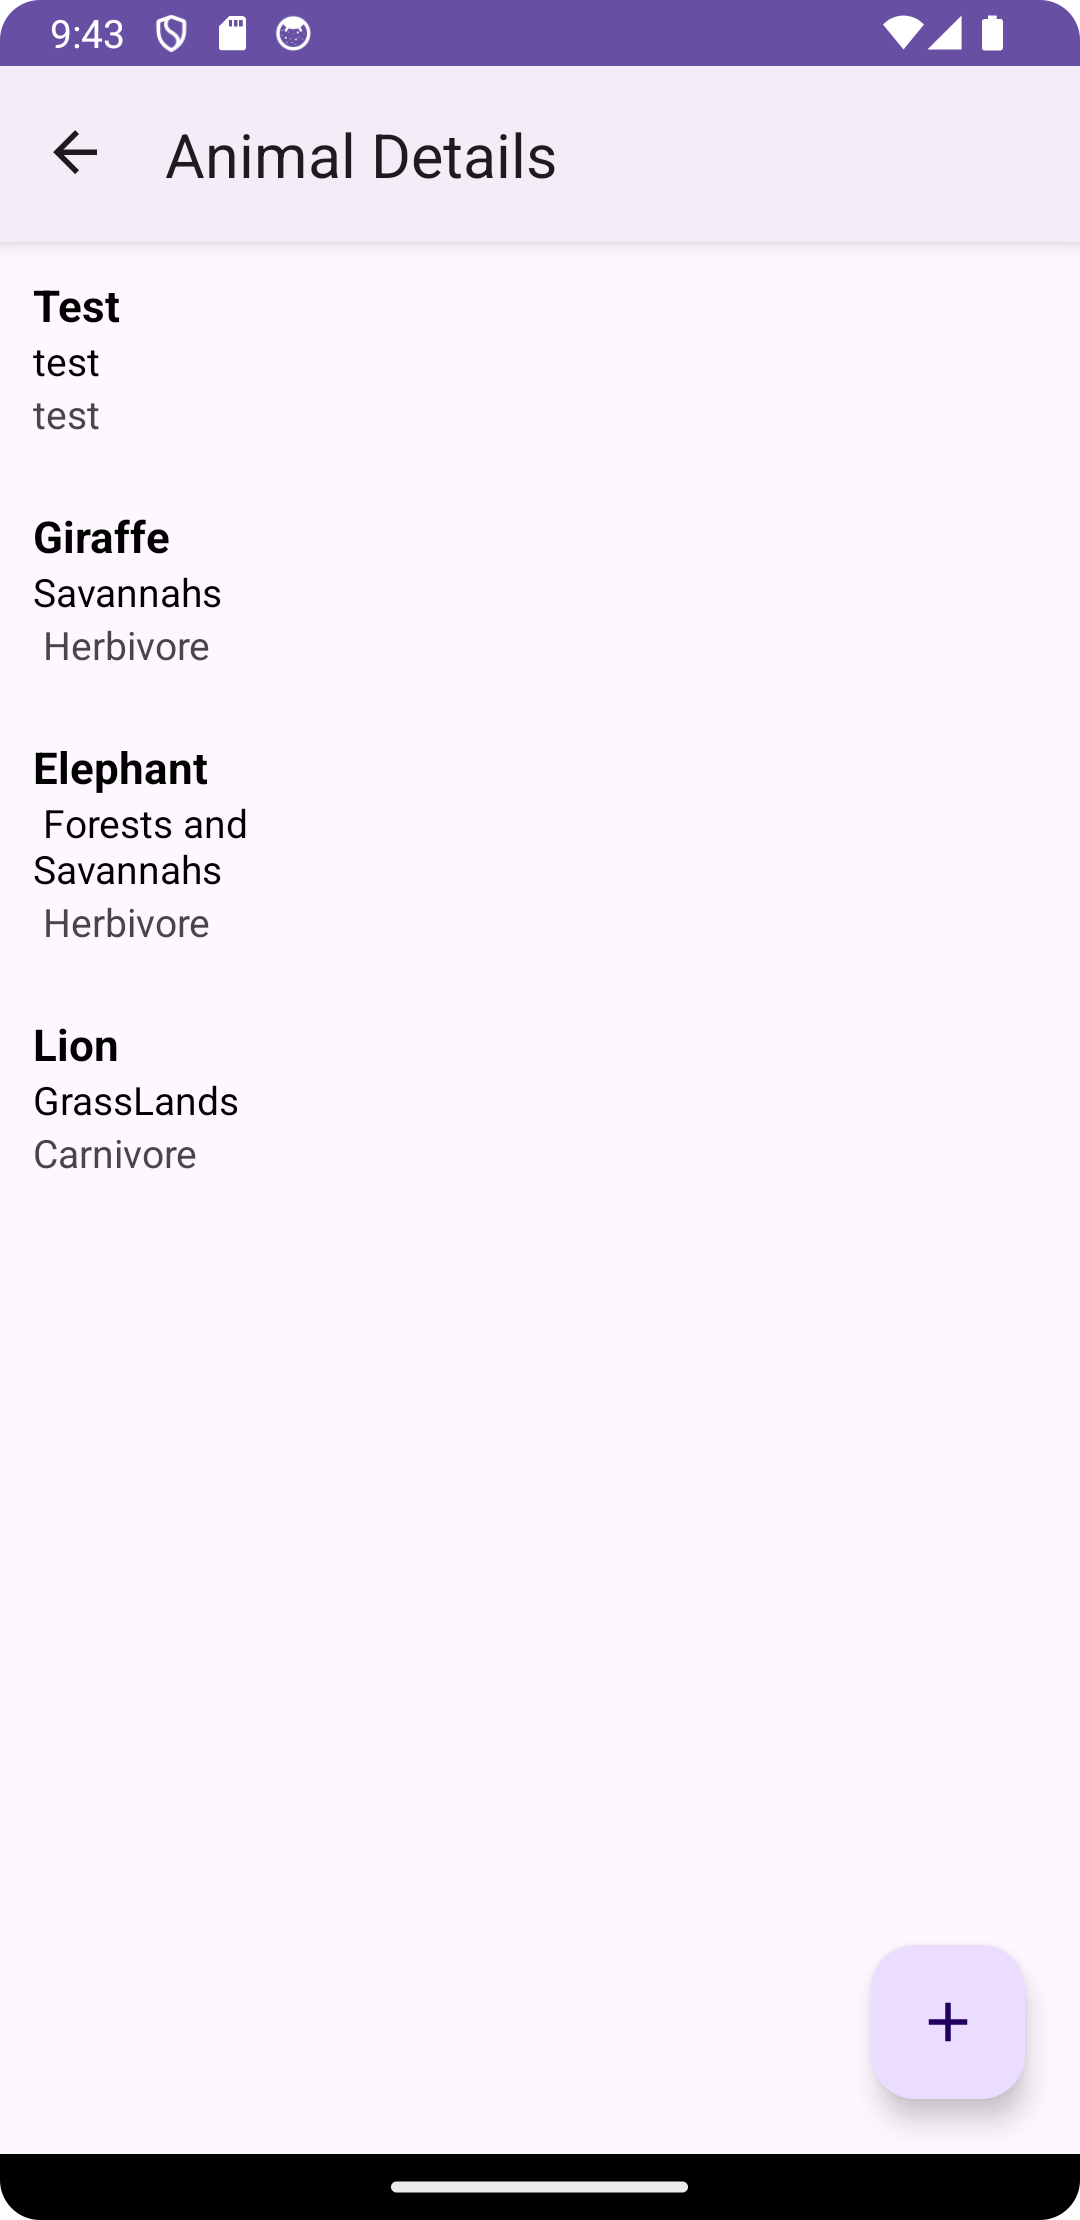 9:43
Animal Details
Test
test
test
Giraffe
Savannahs
Herbivore
Elephant
Forests and
Savannahs
Herbivore
Lion
GrassLands
Carnivore